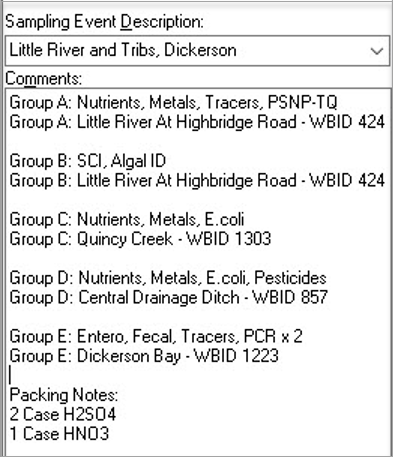 Sampling Event Description:
Little River and Tribs, Dickerson
Comments:
Group A: Nutrients, Metals, Tracers, PSNP-TQ
Group A: Little River At Highbridge Road - WBID 424
Group B: SCI, Algal ID
Group B: Little River At Highbridge Road - WBID 424
Group C: Nutrients, Metals, E.coli
Group C: Quincy Creek - WBID 1303
Group D: Nutrients, Metals, E.coli, Pesticides
Group D: Central Drainage Ditch - WBID 857
Group E: Entero, Fecal, Tracers, PCR x 2
Group E: Dickerson Bay - WBID 1223
Packing Notes:
2 Case H2SO4
1 Case HNO3